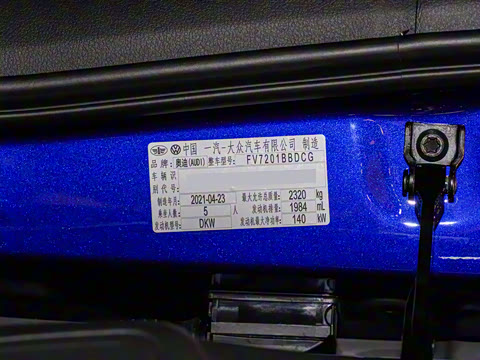 中国 一汽-大众汽车有限公司 制造
品牌: 奥迪(AUDI) 整车型号: FV7201BBDCG
车辆识
别代号:
制造年月: 2021-04-23 最大允许总质量: 2320 kg
乘坐人数: 5 人 发动机排量: 1984 mL
发动机型号: DKW 发动机最大净功率: 140 kW